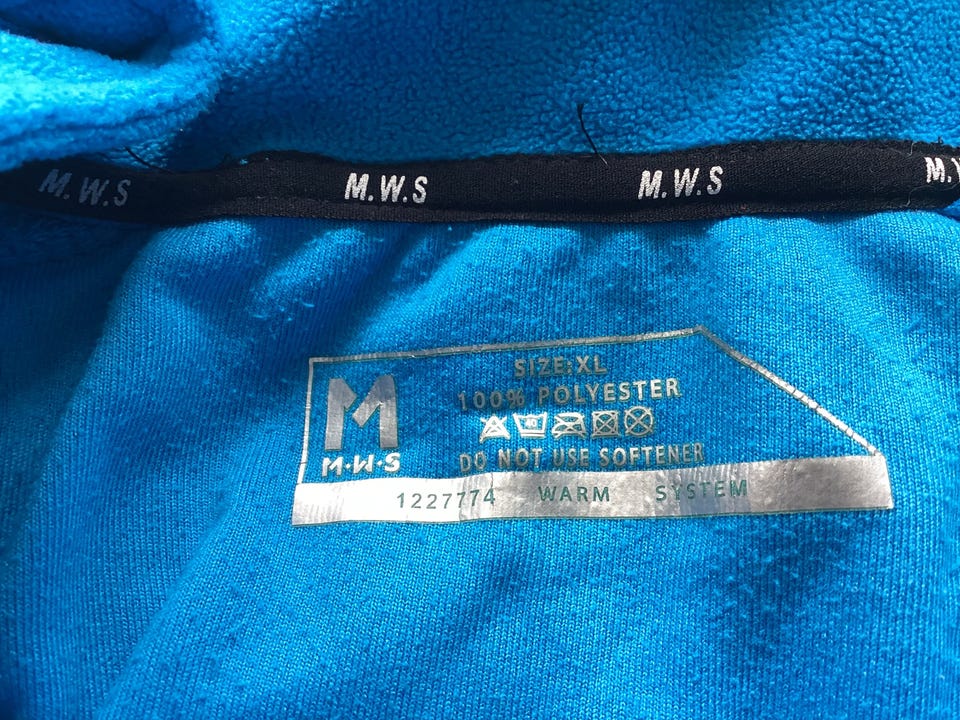 M.W.S M.W.S M.W.S M.
SIZE:XL
100% POLYESTER
M
M·W·S
DO NOT USE SOFTENER
1227774 WARM SYSTEM